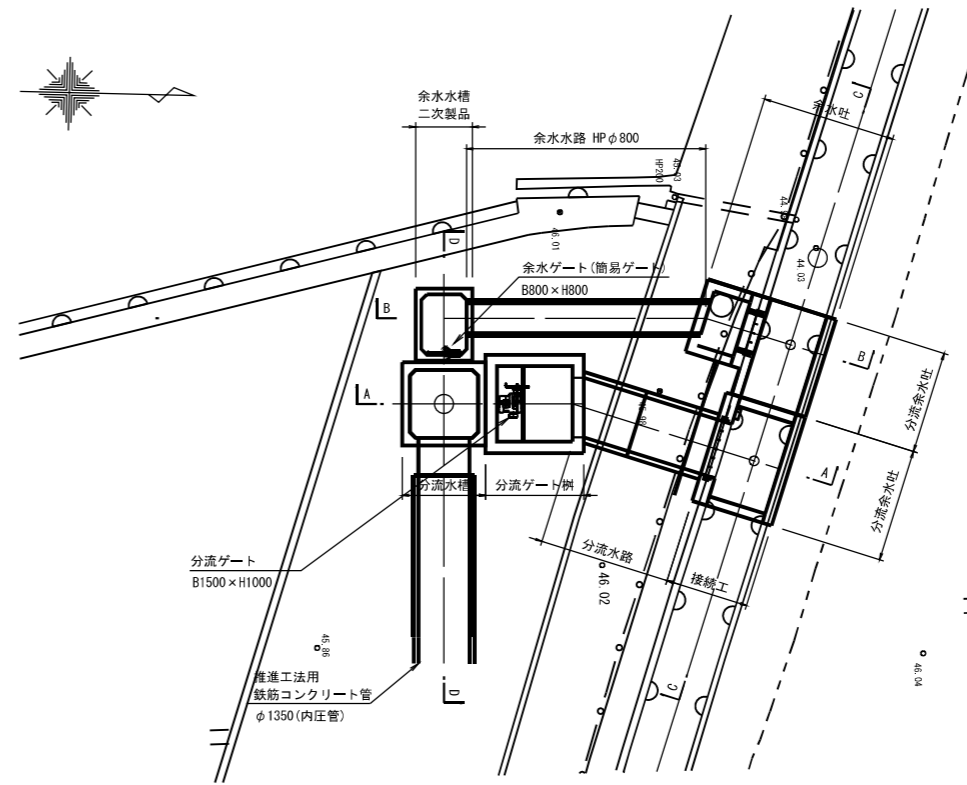 余水水槽
二次製品
余水水路 HPφ800
余水吐
C
45.93
HP200
44.03
46.01
D
余水ゲート(簡易ゲート)
B800×H800
B
B
分流余水吐
A
A
分流余水吐
分流水槽
分流ゲート桝
分流ゲート
B1500×H1000
分流水路
接続工
46.02
45.86
46.04
推進工法用
鉄筋コンクリート管
φ1350(内圧管)
D
C